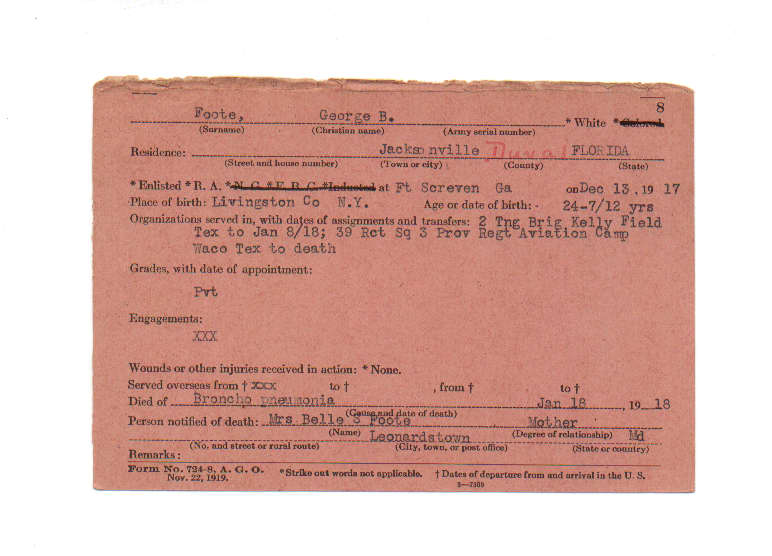 8
Foote, George B. * White * Colored
(Surname) (Christian name) (Army serial number)
Residence: Jacksonville Duval FLORIDA
(Street and house number) (Town or city) (County) (State)
* Enlisted * R. A. * N. G. * E. R. C. * Inducted at Ft Screven Ga on Dec 13, 19 17
Place of birth: Livingston Co N.Y. Age or date of birth: - 24-7/12 yrs
Organizations served in, with dates of assignments and transfers: 2 Tng Brig Kelly Field
Tex to Jan 8/18; 39 Rct Sq 3 Prov Regt Aviation Camp
Waco Tex to death
Grades, with date of appointment:
Pvt
Engagements:
XXX
Wounds or other injuries received in action: * None.
Served overseas from † xxx to † , from † to †
Died of Broncho pneumonia Jan 18 , 19 18
(Cause and date of death)
Person notified of death: Mrs Belle Foote Mother
(Name) (Degree of relationship)
Leonardstown Md
(No. and street or rural route) (City, town, or post office) (State or country)
Remarks:
Form No. 724-8, A. G. O. * Strike out words not applicable. † Dates of departure from and arrival in the U. S.
Nov. 22, 1919. 3—7369